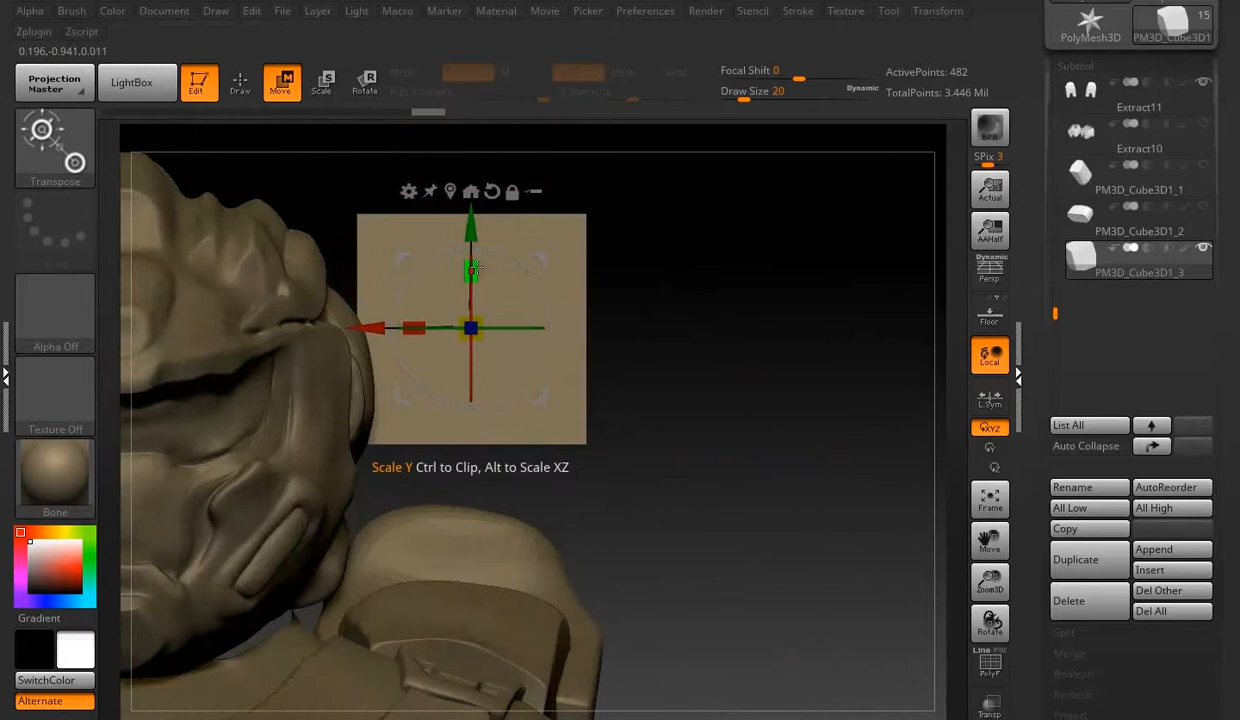 Alpha Brush Color Document Draw Edit File Layer Light Macro Marker Material Movie Picker Preferences Render Stencil Stroke Texture Tool Transform
Zplugin Zscript
0.196,-0.941,0.011
Projection Master
LightBox
Edit
Draw
Move
Scale
Rotate
Focal Shift 0
Draw Size 20
Dynamic
ActivePoints: 482
TotalPoints: 3.446 Mil
PolyMesh3D
15
PM3D_Cube3D1
Subtool
Extract11
Extract10
PM3D_Cube3D1_1
PM3D_Cube3D1_2
PM3D_Cube3D1_3
Transpose
Alpha Off
Texture Off
Bone
Gradient
SwitchColor
Alternate
Scale Y Ctrl to Clip, Alt to Scale XZ
BPR
SPix 3
Actual
AAHalf
Dynamic
Persp
Floor
Local
L.Sym
XYZ
Frame
Move
Zoom3D
Rotate
Line Fill
PolyF
Transp
List All
Auto Collapse
Rename AutoReorder
All Low All High
Copy
Duplicate Append
Insert
Delete Del Other
Del All
Split
Merge
Boolean
Remesh
Project